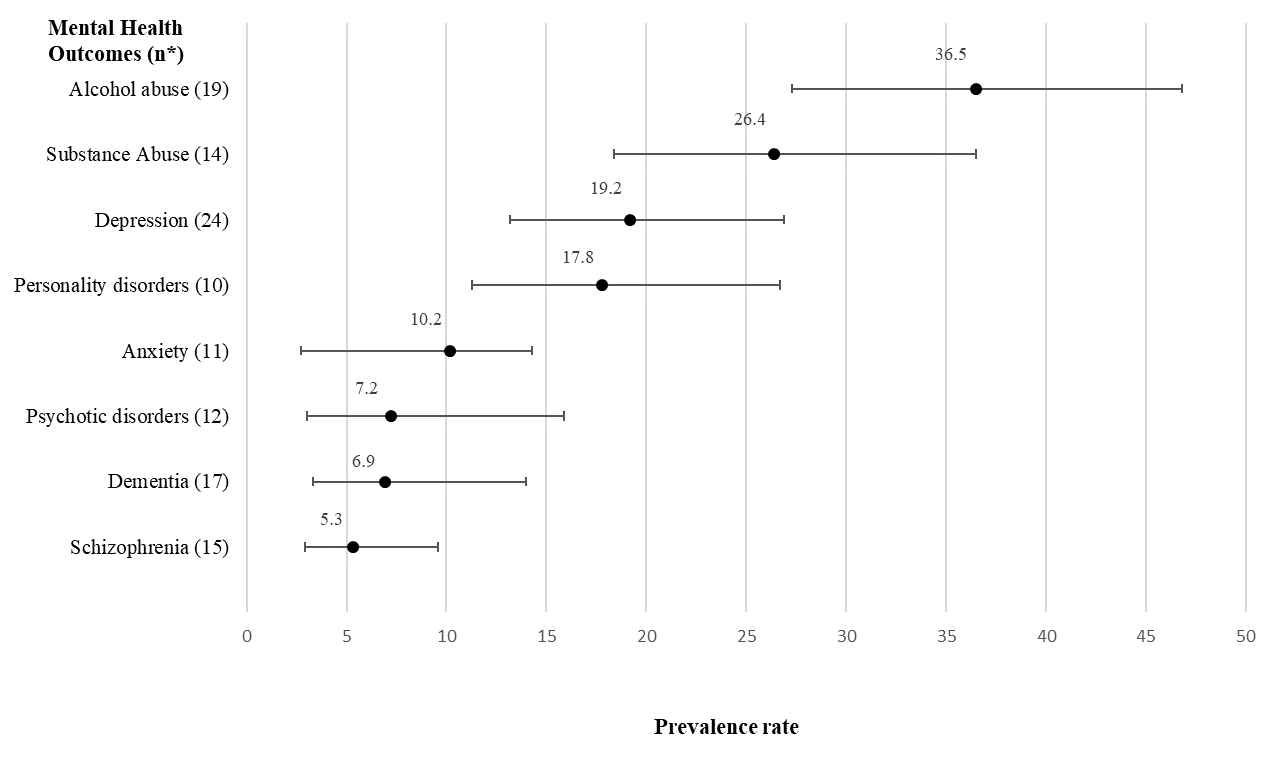 Mental Health
Outcomes (n*)
36.5
Alcohol abuse (19)
26.4
Substance Abuse (14)
19.2
Depression (24)
17.8
Personality disorders (10)
10.2
Anxiety (11)
7.2
Psychotic disorders (12)
6.9
Dementia (17)
5.3
Schizophrenia (15)
0 5 10 15 20 25 30 35 40 45 50
Prevalence rate